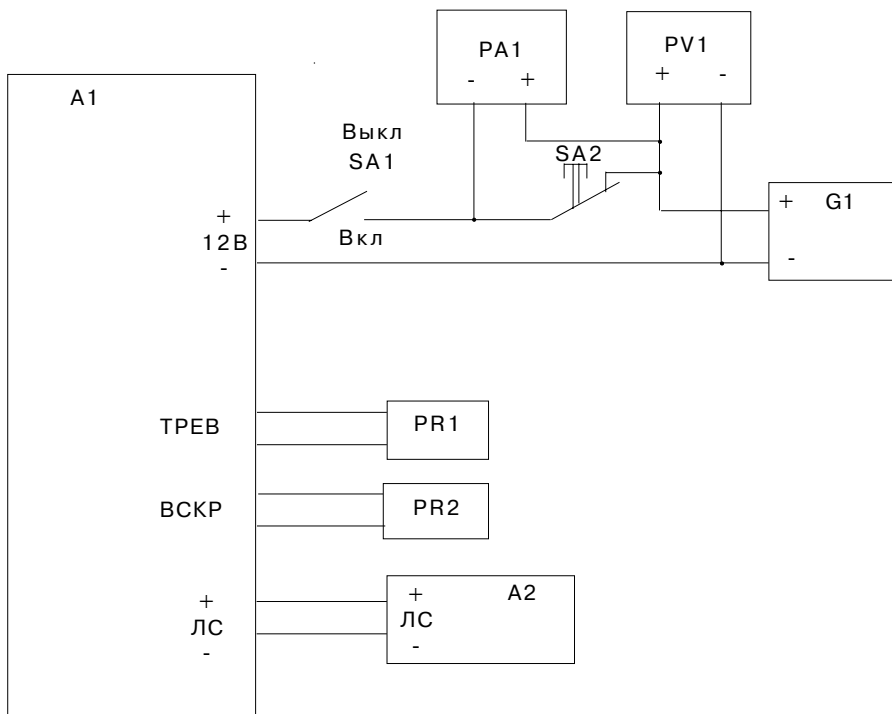 PA1
- +
PV1
+ -
A1
Выкл
SA1
SA2
Вкл
+
12В
-
+ G1
-
ТРЕВ
PR1
ВСКР
PR2
+
ЛС
-
+ A2
ЛС
-